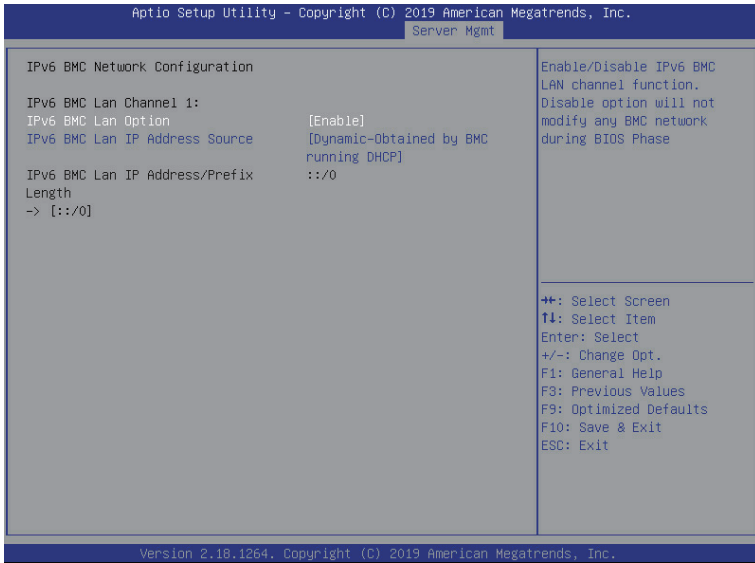 Aptio Setup Utility – Copyright (C) 2019 American Megatrends, Inc.
Server Mgmt
IPv6 BMC Network Configuration
IPv6 BMC Lan Channel 1:
IPv6 BMC Lan Option [Enable]
IPv6 BMC Lan IP Address Source [Dynamic-Obtained by BMC
running DHCP]
IPv6 BMC Lan IP Address/Prefix ::/0
Length
-> [::/0]
Enable/Disable IPv6 BMC
LAN channel function.
Disable option will not
modify any BMC network
during BIOS Phase
→←: Select Screen
↑↓: Select Item
Enter: Select
+/-: Change Opt.
F1: General Help
F3: Previous Values
F9: Optimized Defaults
F10: Save & Exit
ESC: Exit
Version 2.18.1264. Copyright (C) 2019 American Megatrends, Inc.